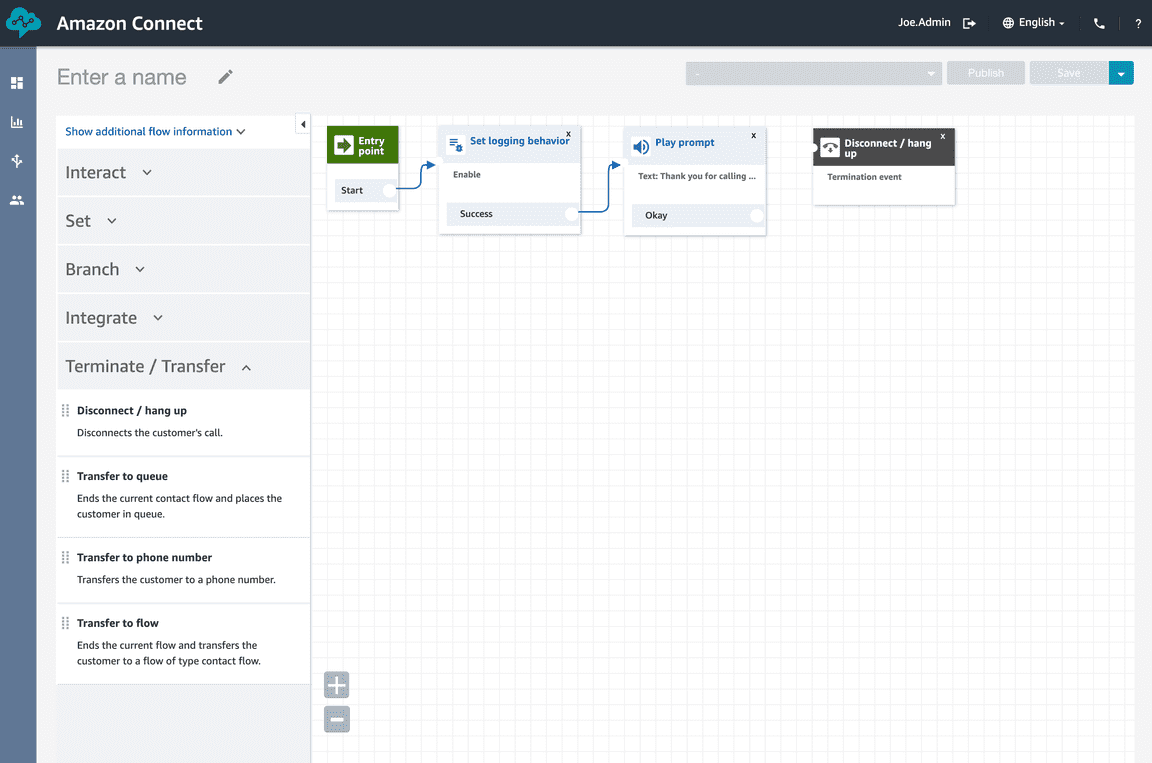 Amazon Connect
Joe.Admin
English
?
Enter a name
-
Publish
Save
Show additional flow information
Interact
Set
Branch
Integrate
Terminate / Transfer
Disconnect / hang up
Disconnects the customer's call.
Transfer to queue
Ends the current contact flow and places the
customer in queue.
Transfer to phone number
Transfers the customer to a phone number.
Transfer to flow
Ends the current flow and transfers the
customer to a flow of type contact flow.
Entry
point
Start
Set logging behavior
x
Enable
Success
Play prompt
x
Text: Thank you for calling ...
Okay
Disconnect / hang
up
x
Termination event